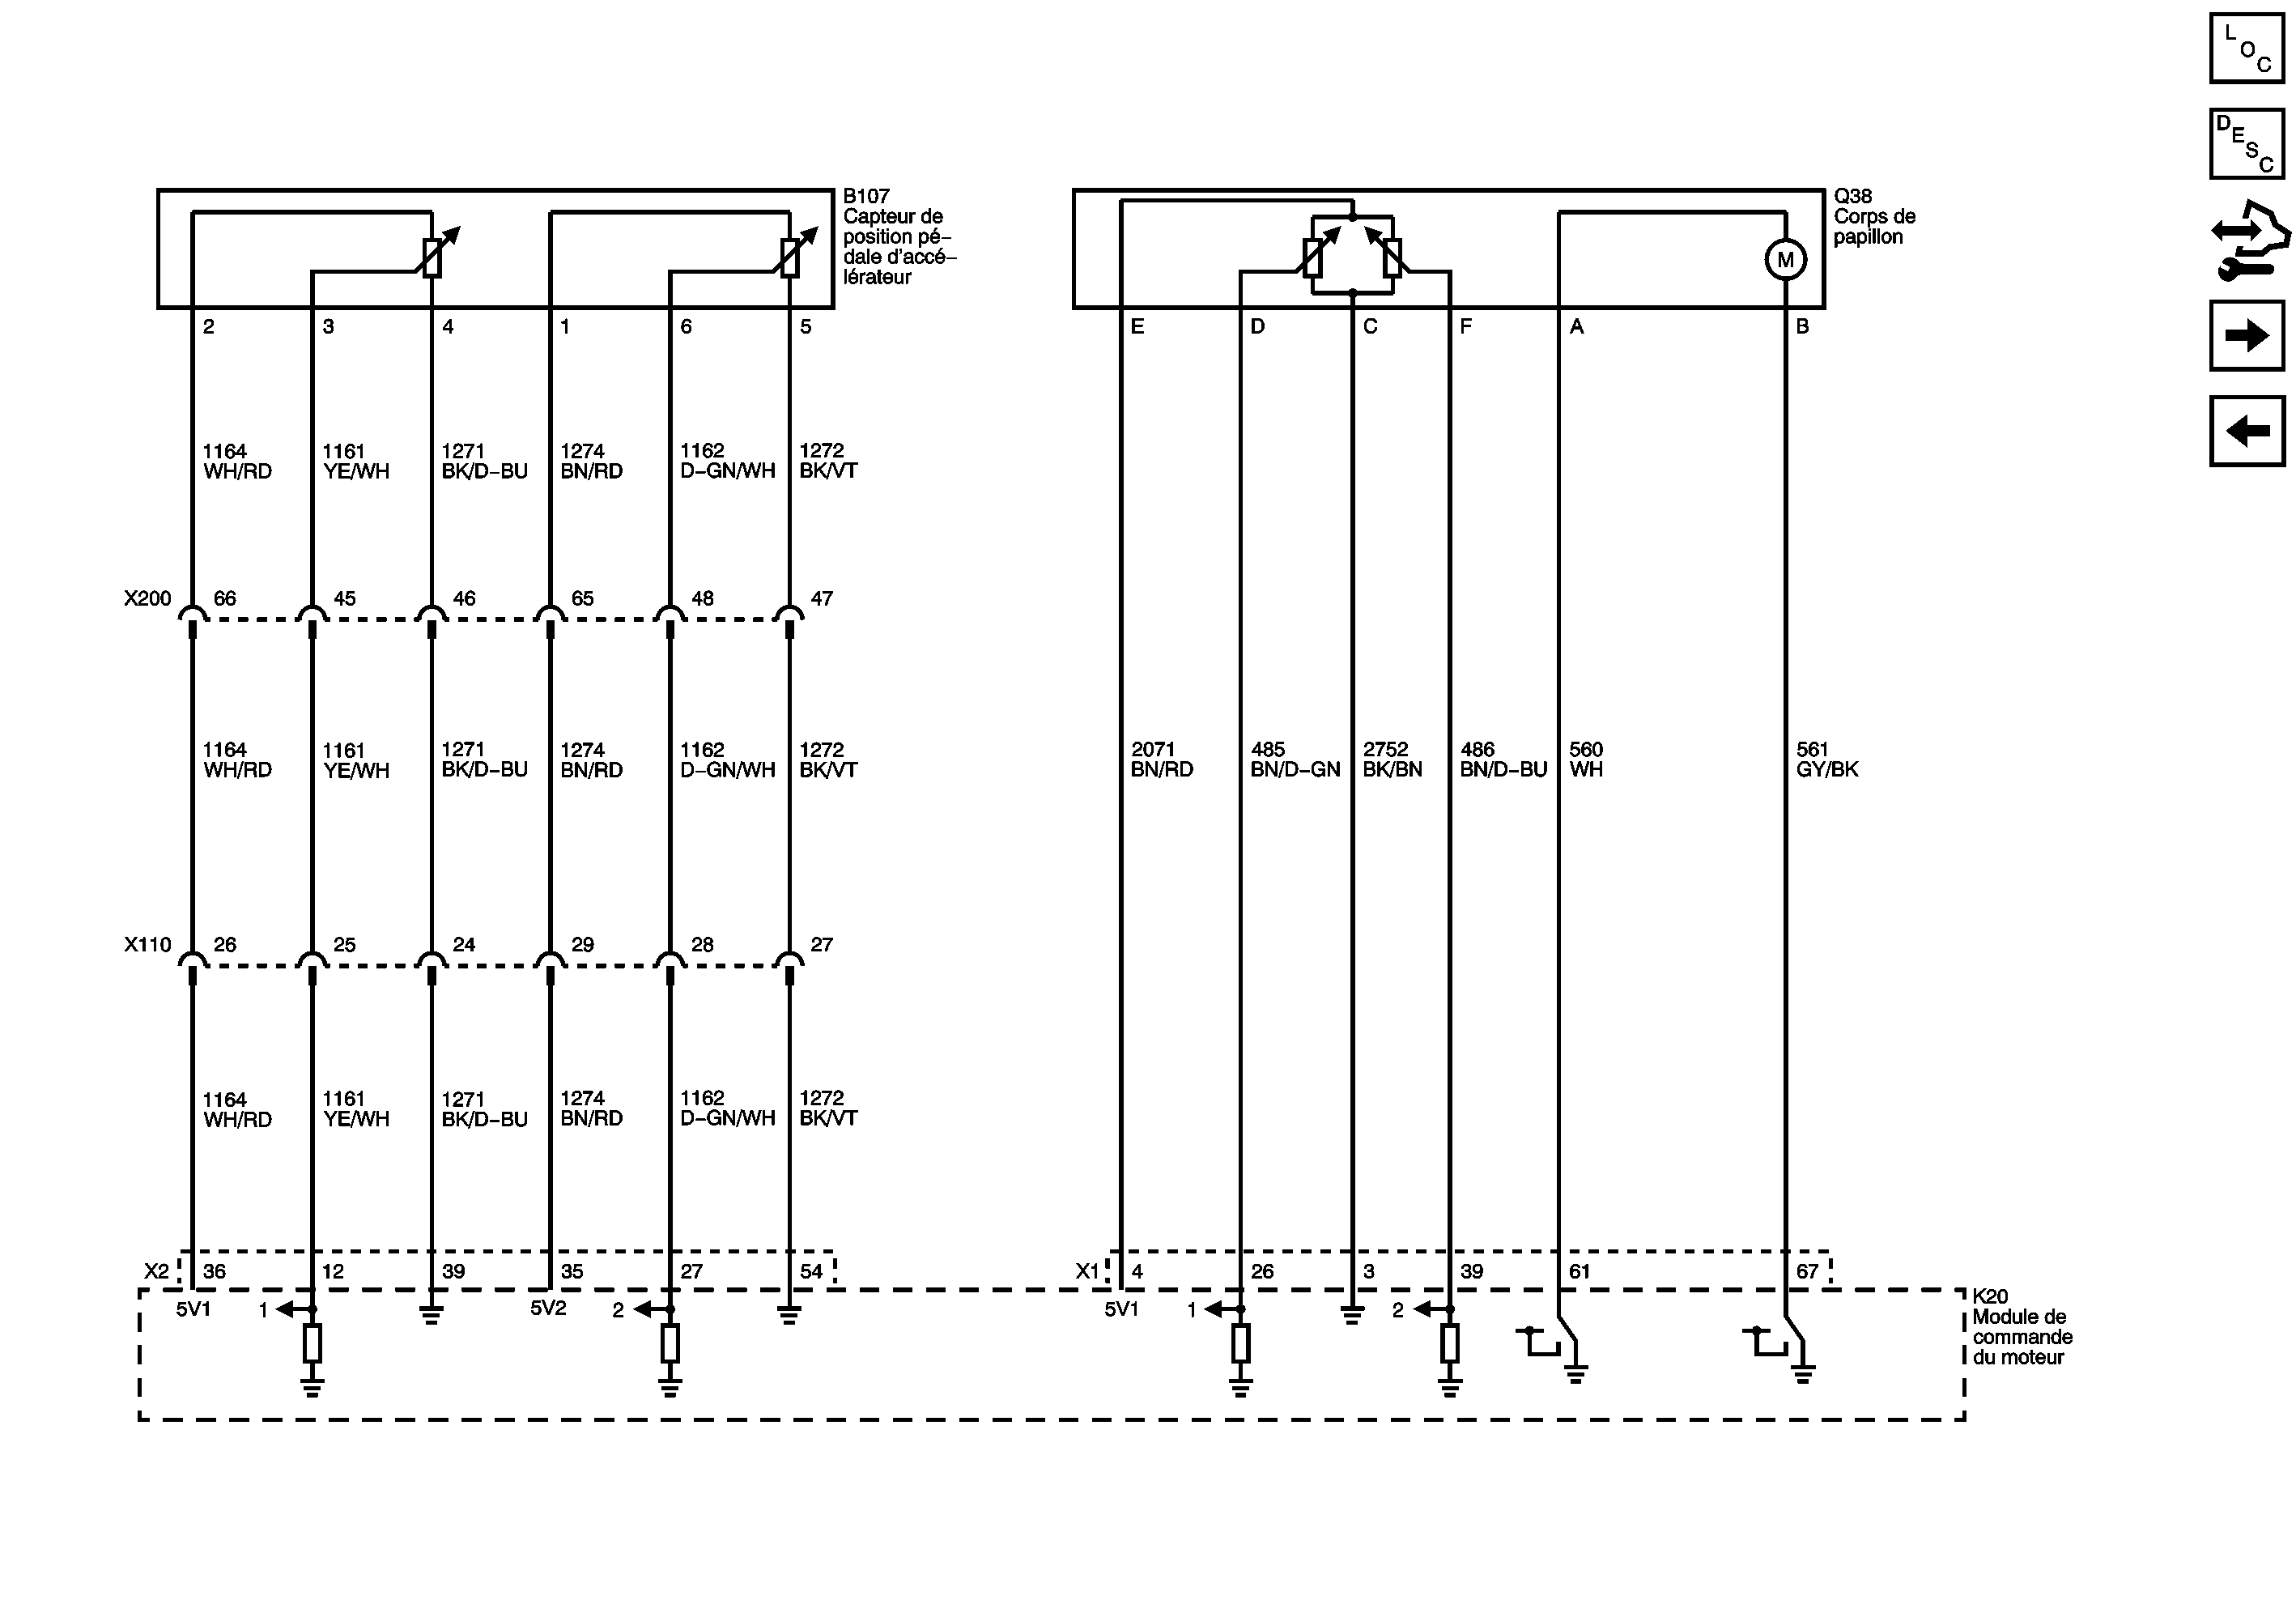 L O C
D E S C
B107
Capteur de
position pé–
dale d'accé–
lérateur
Q38
Corps de
papillon
M
2 3 4 1 6 5
E D C F A B
1164 1161 1271 1274 1162 1272
WH/RD YE/WH BK/D–BU BN/RD D–GN/WH BK/VT
X200 66 45 46 65 48 47
1164 1161 1271 1274 1162 1272
WH/RD YE/WH BK/D–BU BN/RD D–GN/WH BK/VT
2071 485 2752 486 560 561
BN/RD BN/D–GN BK/BN BN/D–BU WH GY/BK
X110 26 25 24 29 28 27
1164 1161 1271 1274 1162 1272
WH/RD YE/WH BK/D–BU BN/RD D–GN/WH BK/VT
X2 36 12 39 35 27 54
X1 4 26 3 39 61 67
5V1 1 5V2 2
5V1 1 2
K20
Module de
commande
du moteur